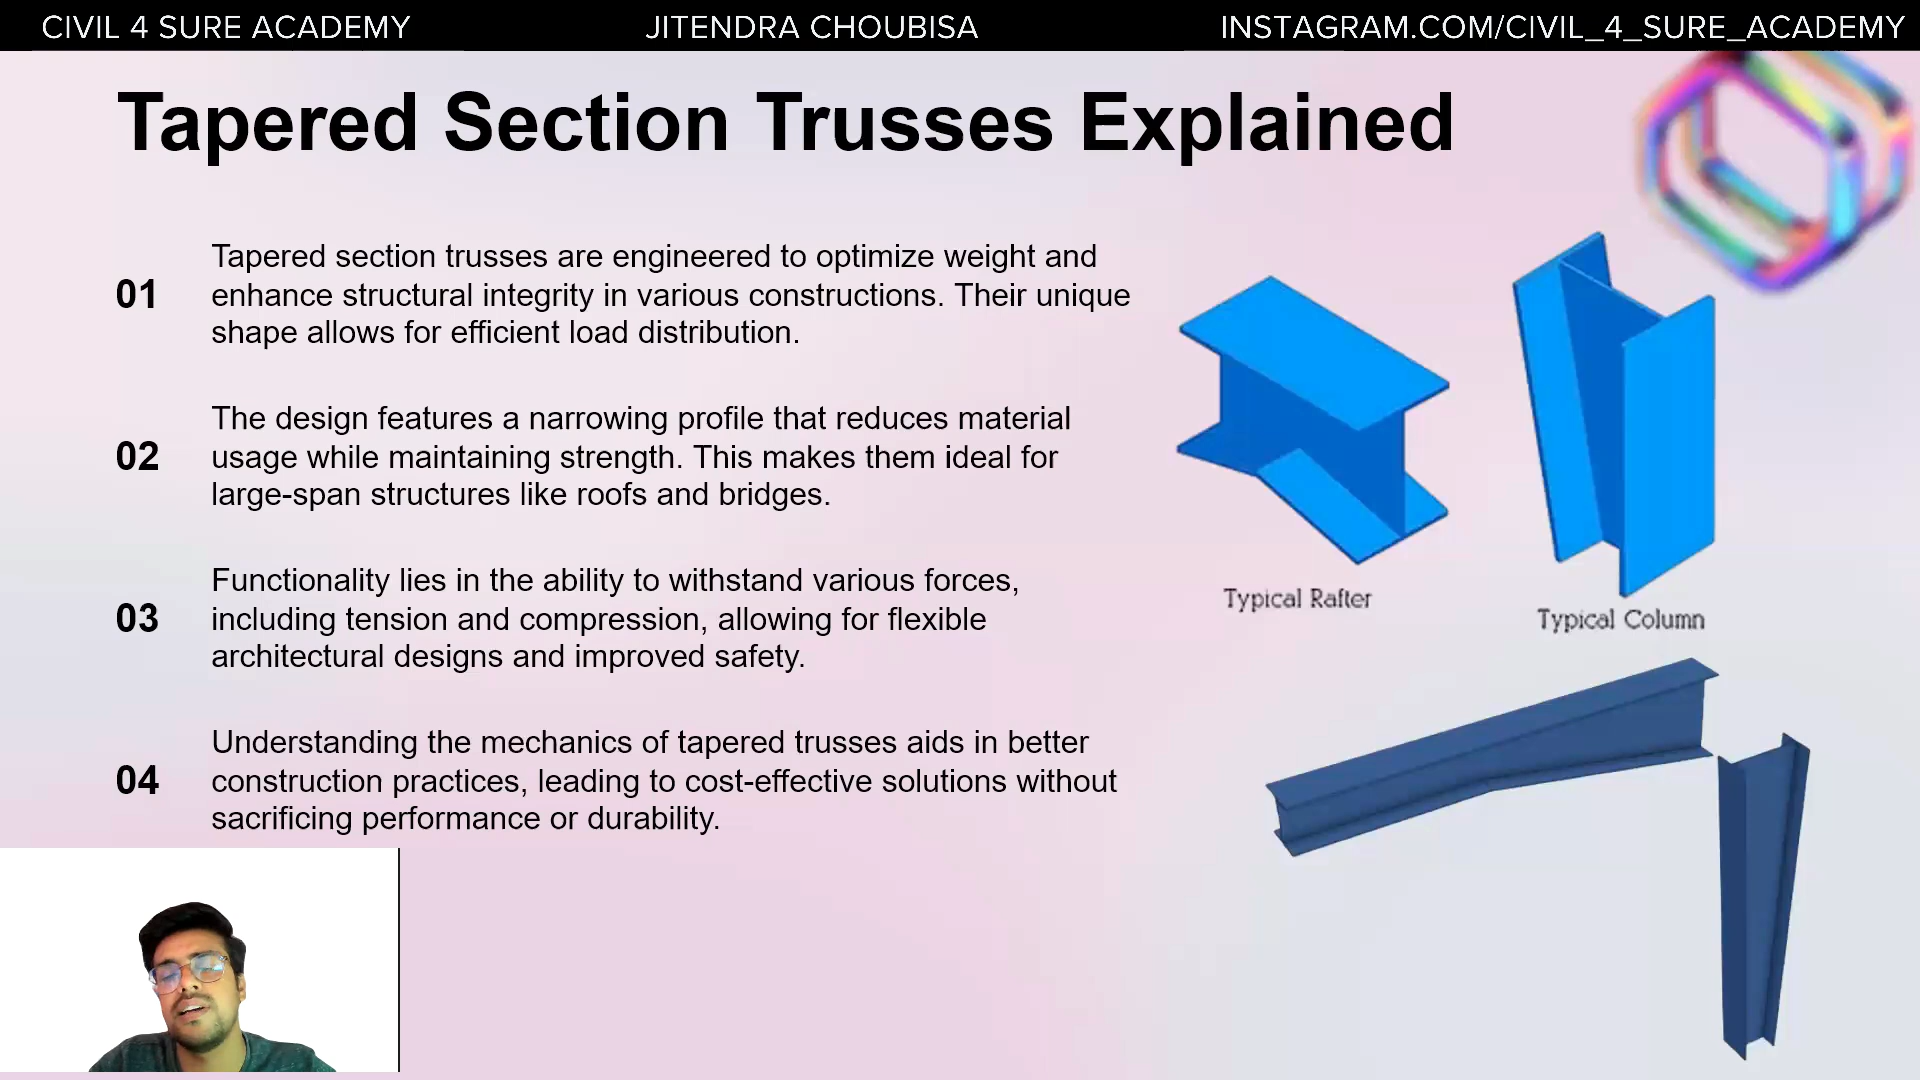 CIVIL 4 SURE ACADEMY
JITENDRA CHOUBISA
INSTAGRAM.COM/CIVIL_4_SURE_ACADEMY
Tapered Section Trusses Explained
01
Tapered section trusses are engineered to optimize weight and
enhance structural integrity in various constructions. Their unique
shape allows for efficient load distribution.
02
The design features a narrowing profile that reduces material
usage while maintaining strength. This makes them ideal for
large-span structures like roofs and bridges.
03
Functionality lies in the ability to withstand various forces,
including tension and compression, allowing for flexible
architectural designs and improved safety.
04
Understanding the mechanics of tapered trusses aids in better
construction practices, leading to cost-effective solutions without
sacrificing performance or durability.
Typical Rafter
Typical Column